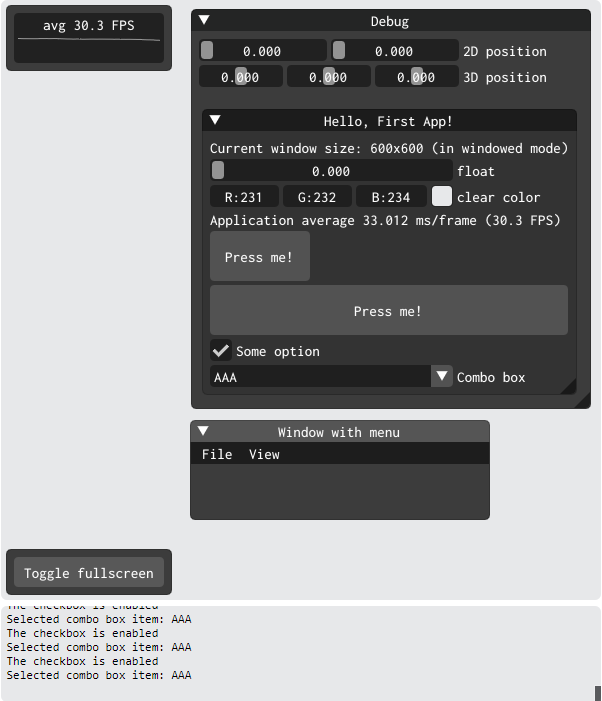 avg 30.3 FPS
Debug
0.000 0.000 2D position
0.000 0.000 0.000 3D position
Hello, First App!
Current window size: 600x600 (in windowed mode)
0.000 float
R:231 G:232 B:234 clear color
Application average 33.012 ms/frame (30.3 FPS)
Press me!
Press me!
Some option
AAA Combo box
Window with menu
File View
Toggle fullscreen
The checkbox is enabled
Selected combo box item: AAA
The checkbox is enabled
Selected combo box item: AAA
The checkbox is enabled
Selected combo box item: AAA